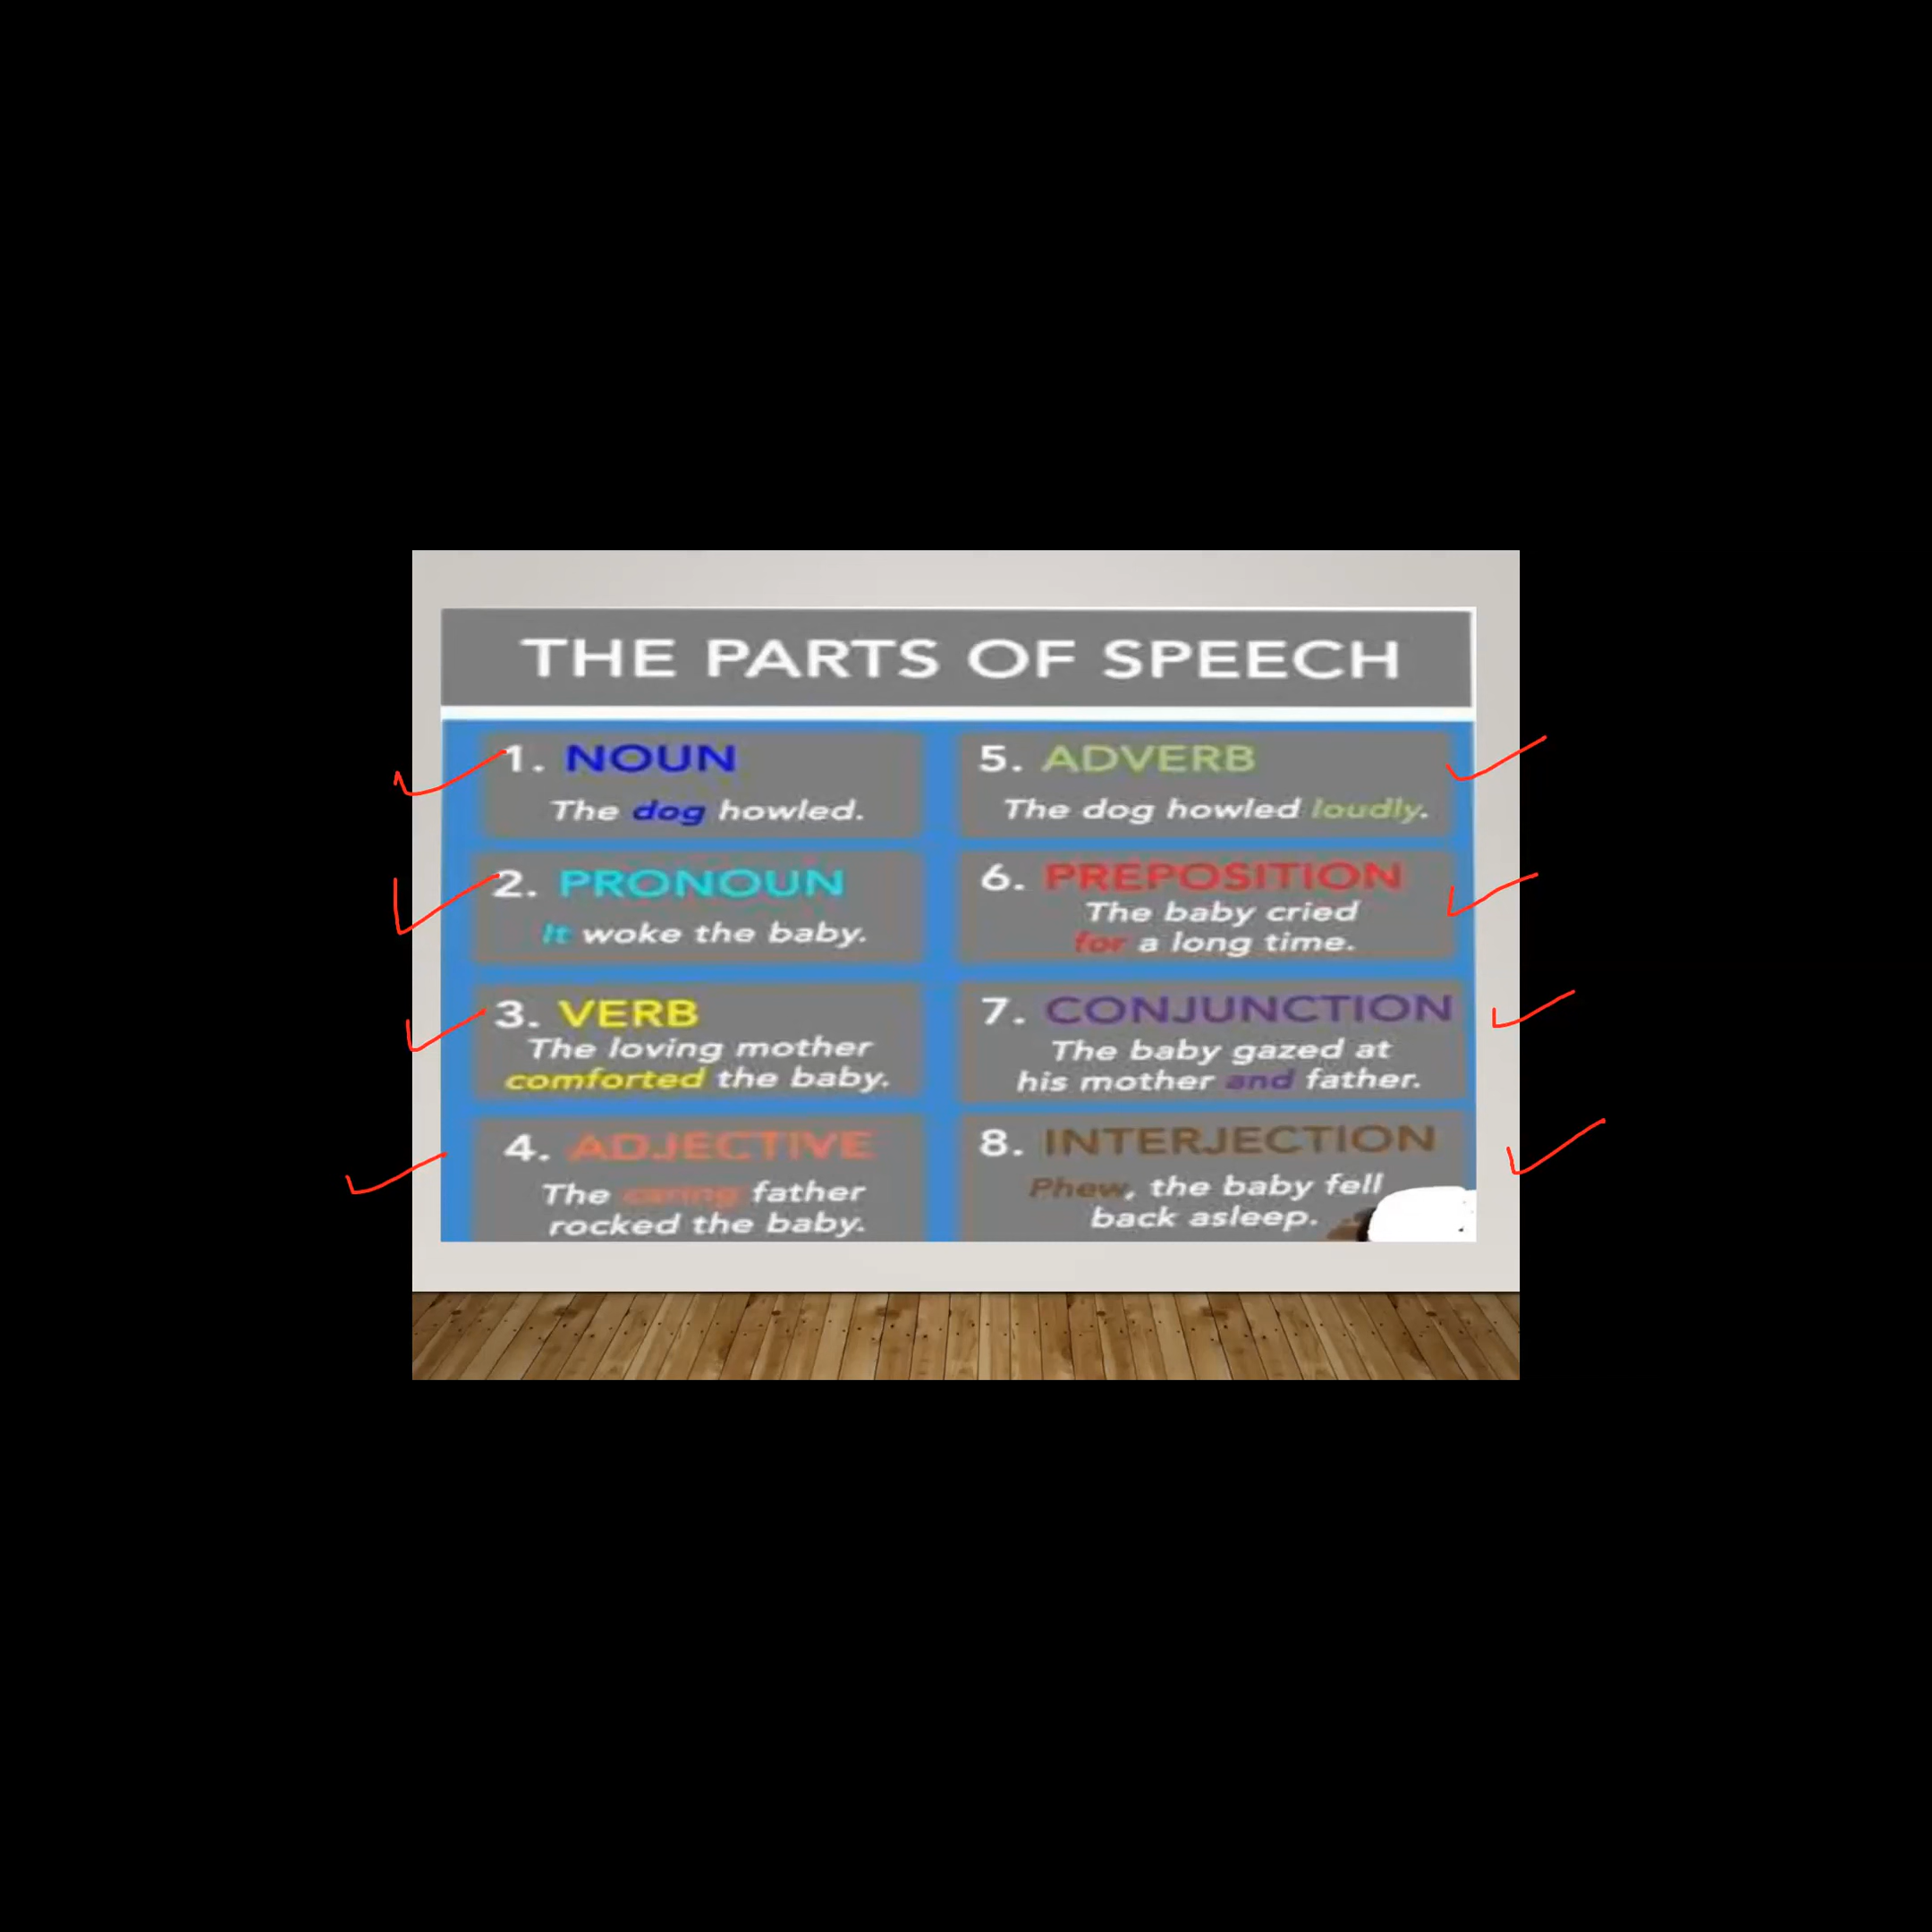 THE PARTS OF SPEECH
1. NOUN
The dog howled.
2. PRONOUN
It woke the baby.
3. VERB
The loving mother
comforted the baby.
4. ADJECTIVE
The caring father
rocked the baby.
5. ADVERB
The dog howled loudly.
6. PREPOSITION
The baby cried
for a long time.
7. CONJUNCTION
The baby gazed at
his mother and father.
8. INTERJECTION
Phew, the baby fell
back asleep.